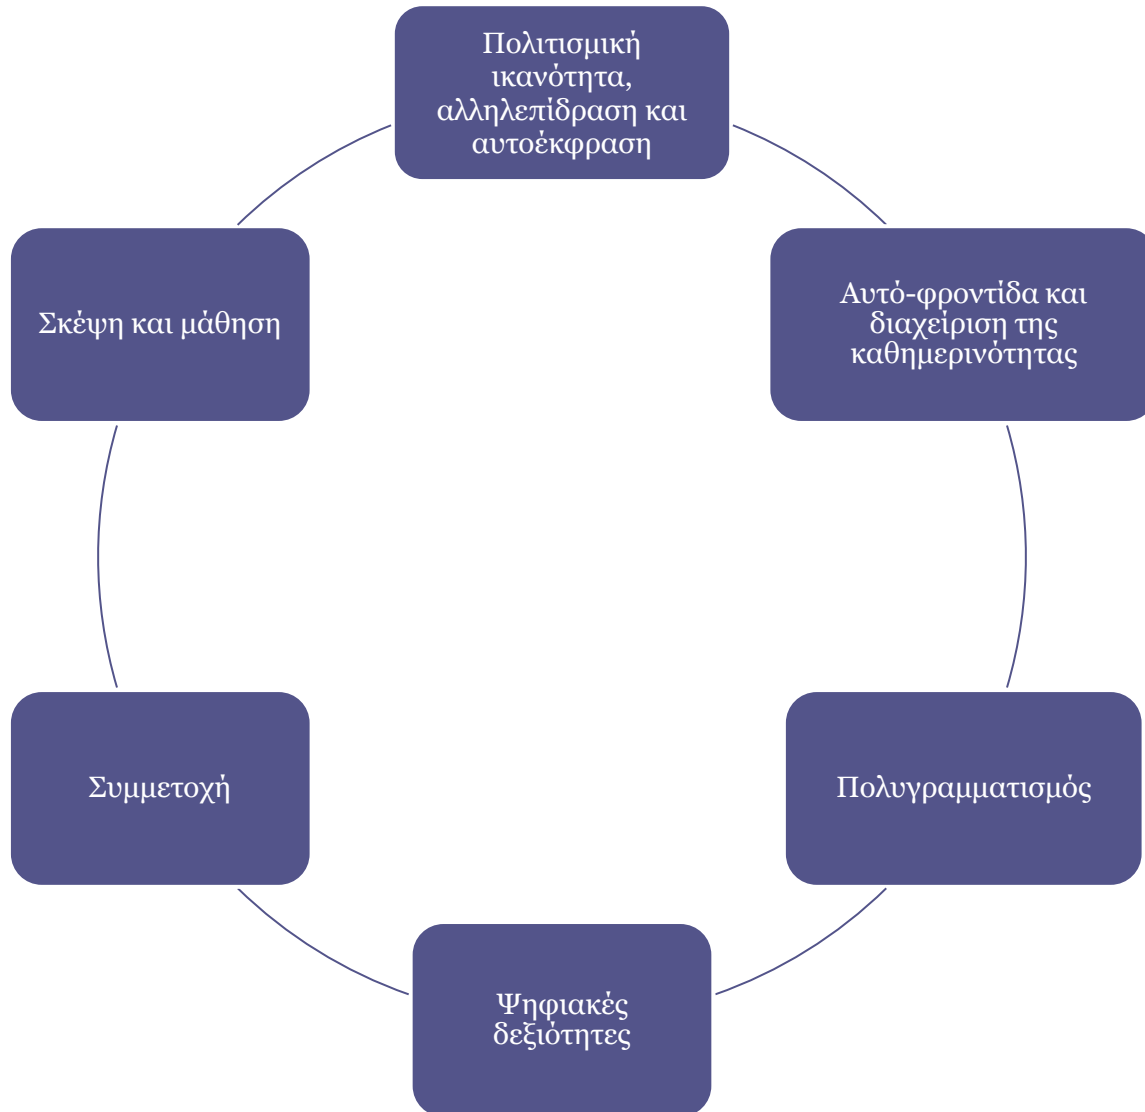 Πολιτισμική
ικανότητα,
αλληλεπίδραση και
αυτοέκφραση
Σκέψη και μάθηση
Αυτό-φροντίδα και
διαχείριση της
καθημερινότητας
Συμμετοχή
Πολυγραμματισμός
Ψηφιακές
δεξιότητες